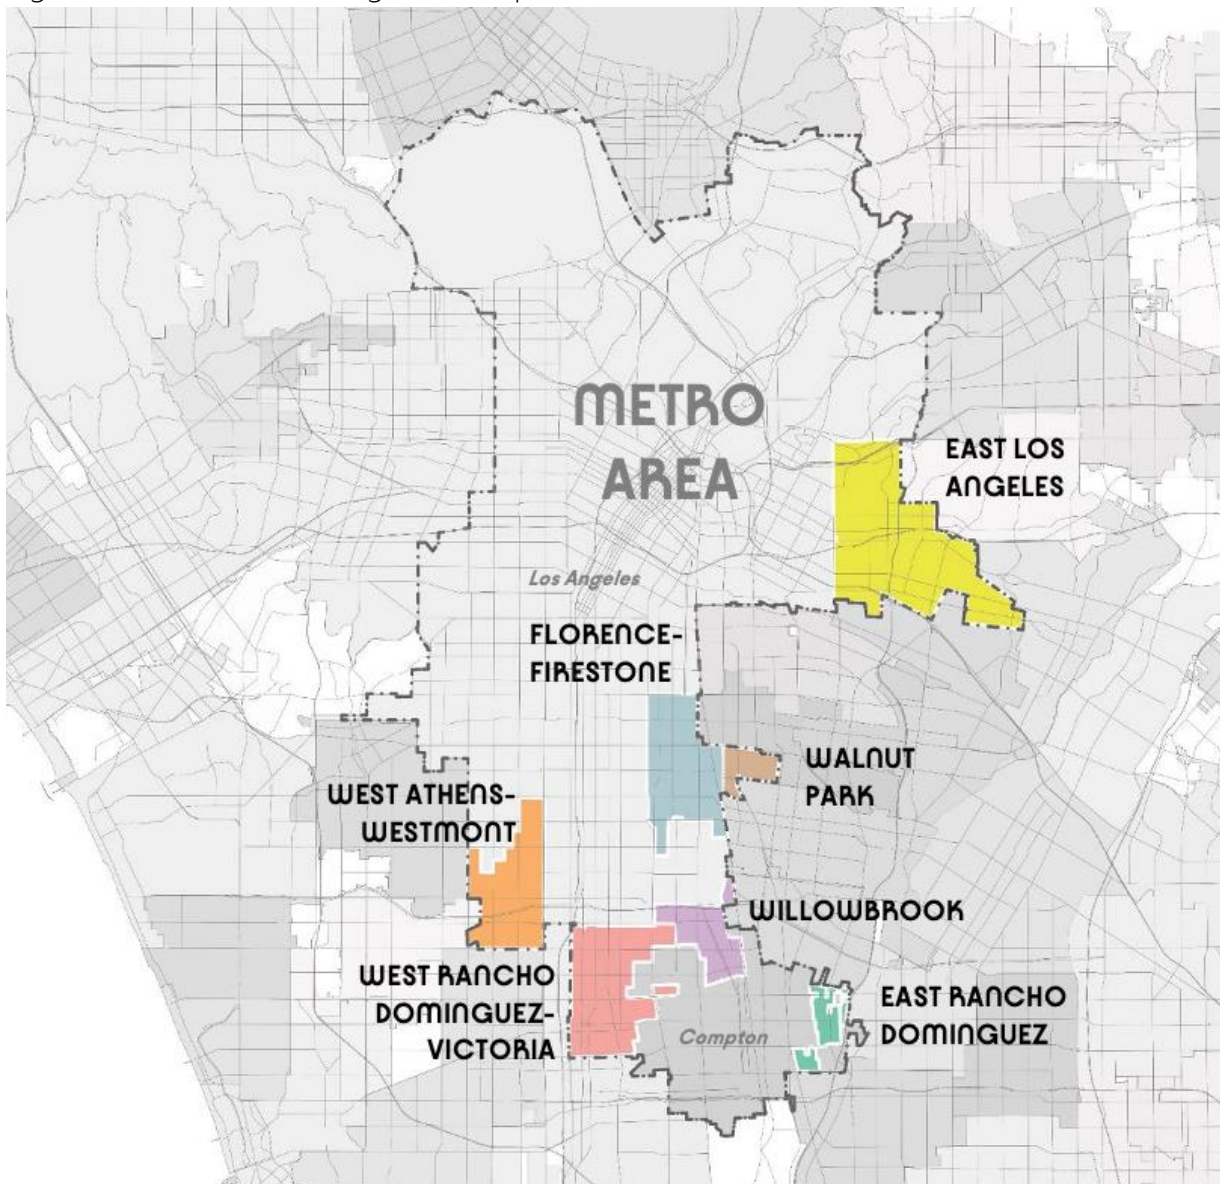 METRO
AREA
EAST LOS
ANGELES
Los Angeles
FLORENCE-
FIRESTONE
WALNUT
PARK
WEST ATHENS-
WESTMONT
WILLOWBROOK
WEST RANCHO
DOMINGUEZ-
VICTORIA
EAST RANCHO
DOMINGUEZ
Compton